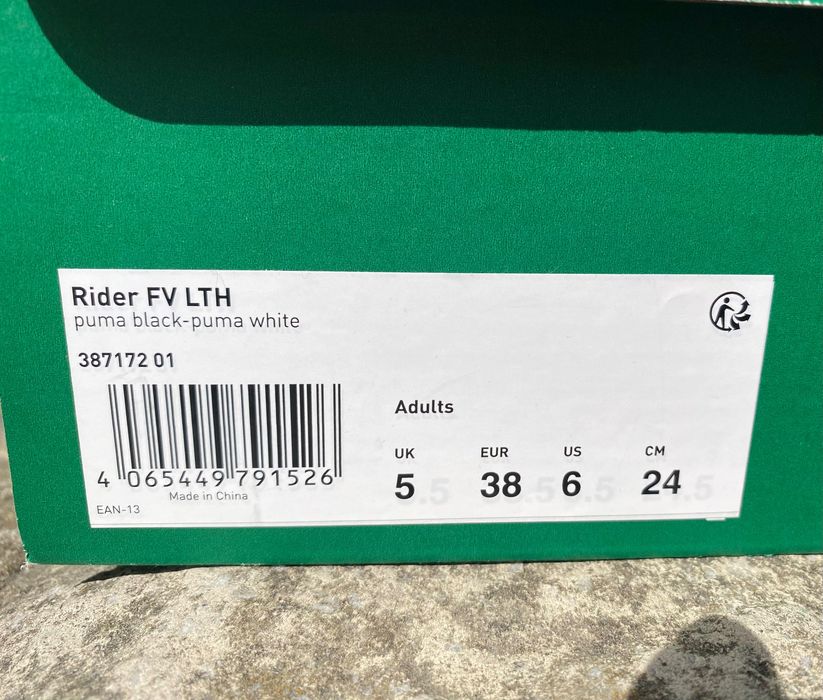 Rider FV LTH
puma black-puma white
387172 01
Adults
UK EUR US CM
5 38 6 24
4 065449 791526
Made in China
EAN-13